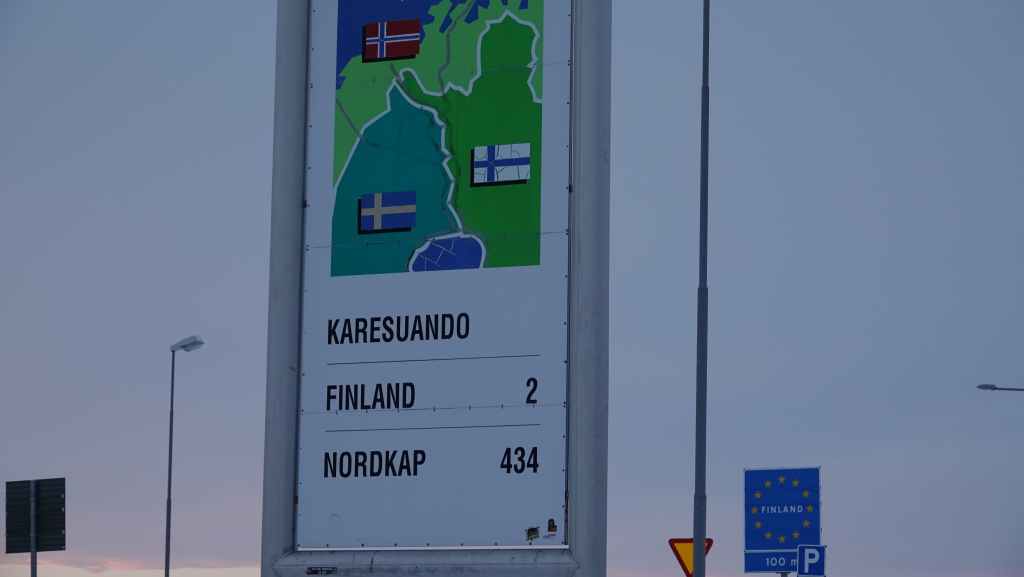 KARESUANDO
FINLAND 2
NORDKAP 434
FINLAND
100 m
P